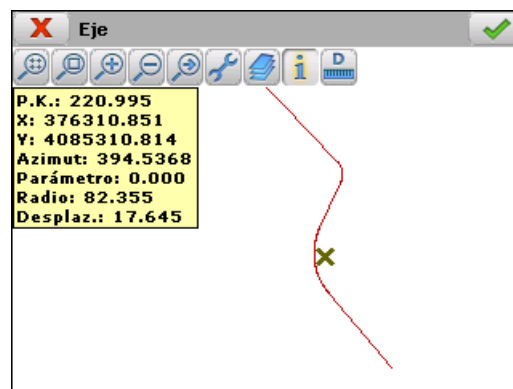 Eje
D
P.K.: 220.995
X: 376310.851
Y: 4085310.814
Azimut: 394.5368
Parámetro: 0.000
Radio: 82.355
Desplaz.: 17.645